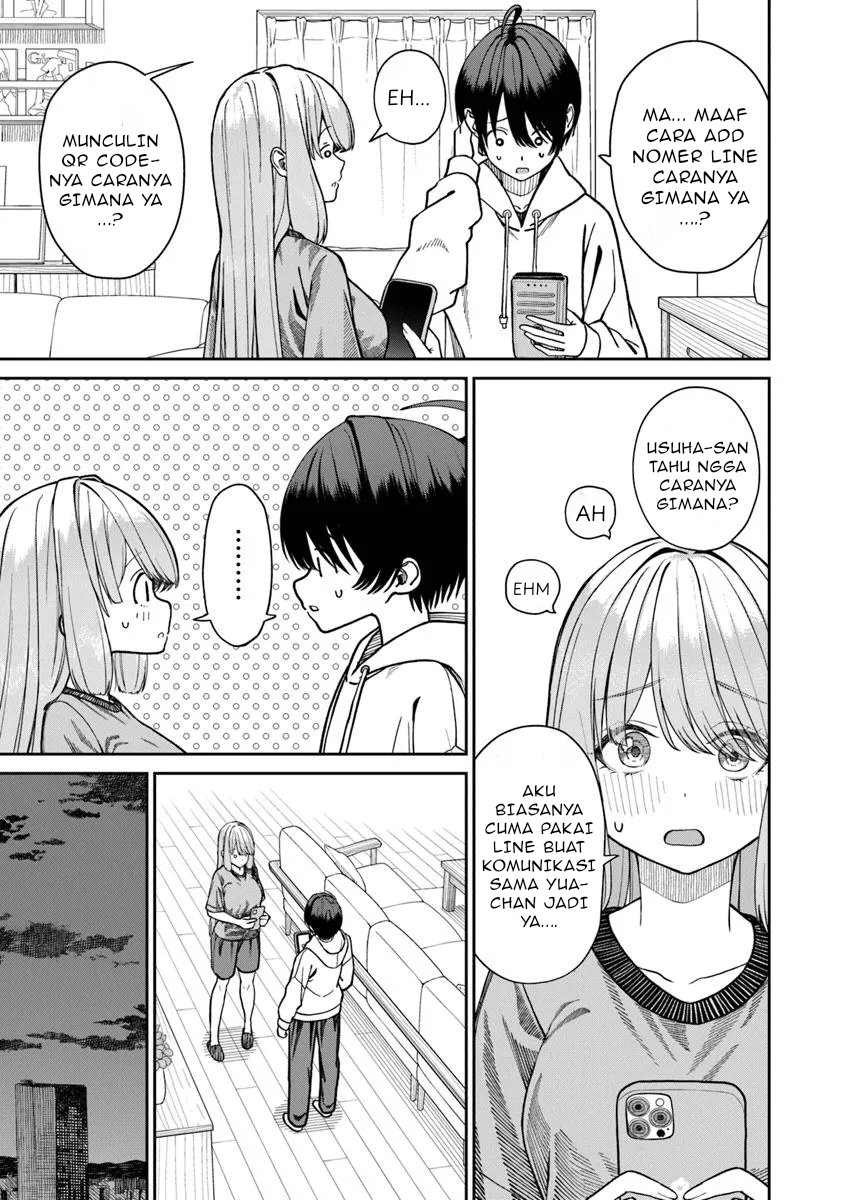 MA... MAAF
CARA ADD
NOMER LINE
CARANYA
GIMANA YA
.....?
EH...
MUNCULIN
QR CODE-
NYA CARANYA
GIMANA YA
...?
USUHA-SAN
TAHU NGGA
CARANYA
GIMANA?
AH
EHM
AKU
BIASANYA
CUMA PAKAI
LINE BUAT
KOMUNIKASI
SAMA YUA-
CHAN JADI
YA....
.........